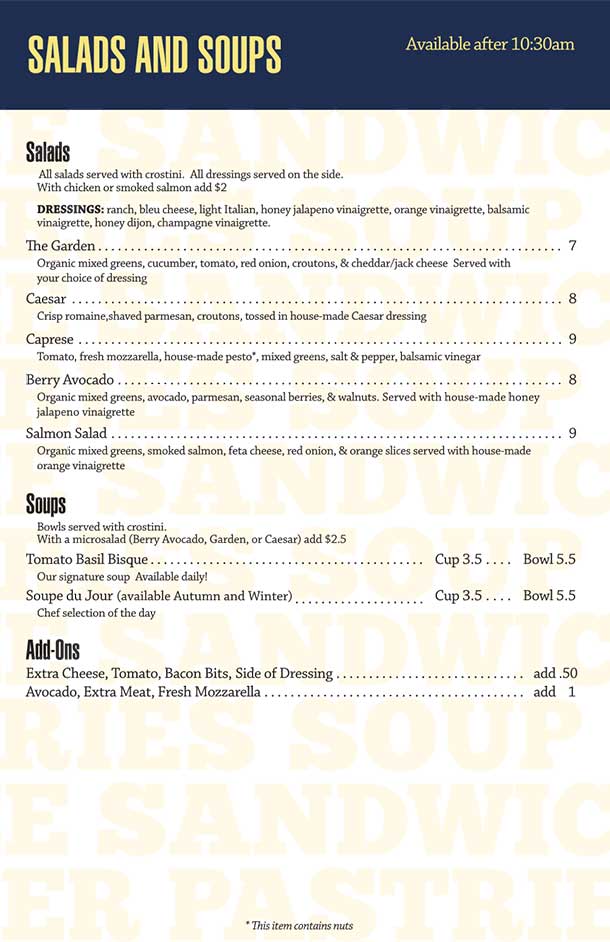 SALADS AND SOUPS
Available after 10:30am
Salads
All salads served with crostini. All dressings served on the side.
With chicken or smoked salmon add $2
DRESSINGS: ranch, bleu cheese, light Italian, honey jalapeno vinaigrette, orange vinaigrette, balsamic
vinaigrette, honey dijon, champagne vinaigrette.
The Garden . . . . . . . . . . . . . . . . . . . . 7
Organic mixed greens, cucumber, tomato, red onion, croutons, & cheddar/jack cheese Served with
your choice of dressing
Caesar . . . . . . . . . . . . . . . . . . . . 8
Crisp romaine,shaved parmesan, croutons, tossed in house-made Caesar dressing
Caprese . . . . . . . . . . . . . . . . . . . . 9
Tomato, fresh mozzarella, house-made pesto*, mixed greens, salt & pepper, balsamic vinegar
Berry Avocado . . . . . . . . . . . . . . . . . . . . 8
Organic mixed greens, avocado, parmesan, seasonal berries, & walnuts. Served with house-made honey
jalapeno vinaigrette
Salmon Salad . . . . . . . . . . . . . . . . . . . . 9
Organic mixed greens, smoked salmon, feta cheese, red onion, & orange slices served with house-made
orange vinaigrette
Soups
Bowls served with crostini.
With a microsalad (Berry Avocado, Garden, or Caesar) add $2.5
Tomato Basil Bisque . . . . . . . . . . . . . . . . . . . . Cup 3.5 . . . . Bowl 5.5
Our signature soup Available daily!
Soupe du Jour (available Autumn and Winter) . . . . . . . . . . . . . . . . . . . . Cup 3.5 . . . . Bowl 5.5
Chef selection of the day
Add-Ons
Extra Cheese, Tomato, Bacon Bits, Side of Dressing . . . . . . . . . . . . . . . . . . . . add .50
Avocado, Extra Meat, Fresh Mozzarella . . . . . . . . . . . . . . . . . . . . add 1
* This item contains nuts